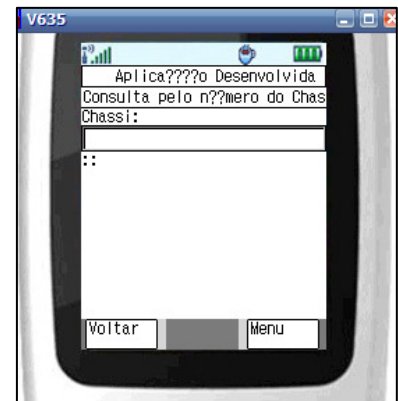 V635
Aplica????o Desenvolvida
Consulta pelo n??mero do Chas
Chassi:
::
Voltar Menu